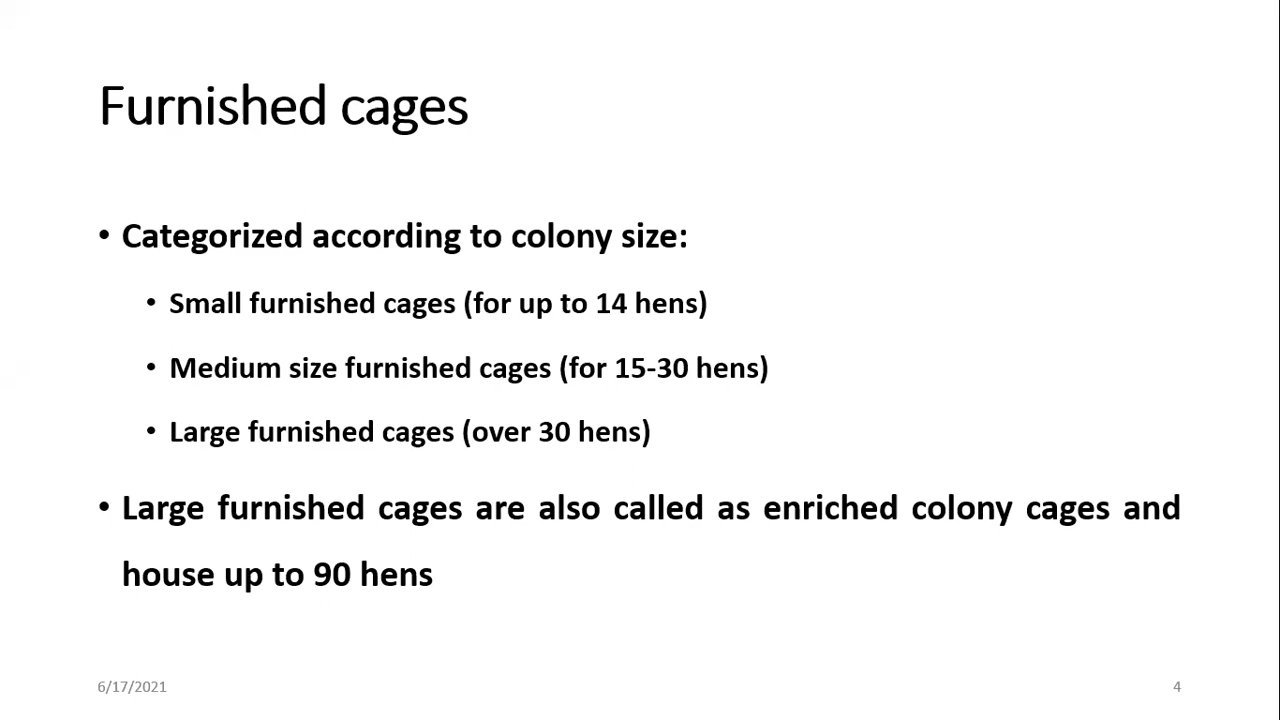 Furnished cages
• Categorized according to colony size:
• Small furnished cages (for up to 14 hens)
• Medium size furnished cages (for 15-30 hens)
• Large furnished cages (over 30 hens)
• Large furnished cages are also called as enriched colony cages and
house up to 90 hens
6/17/2021
4